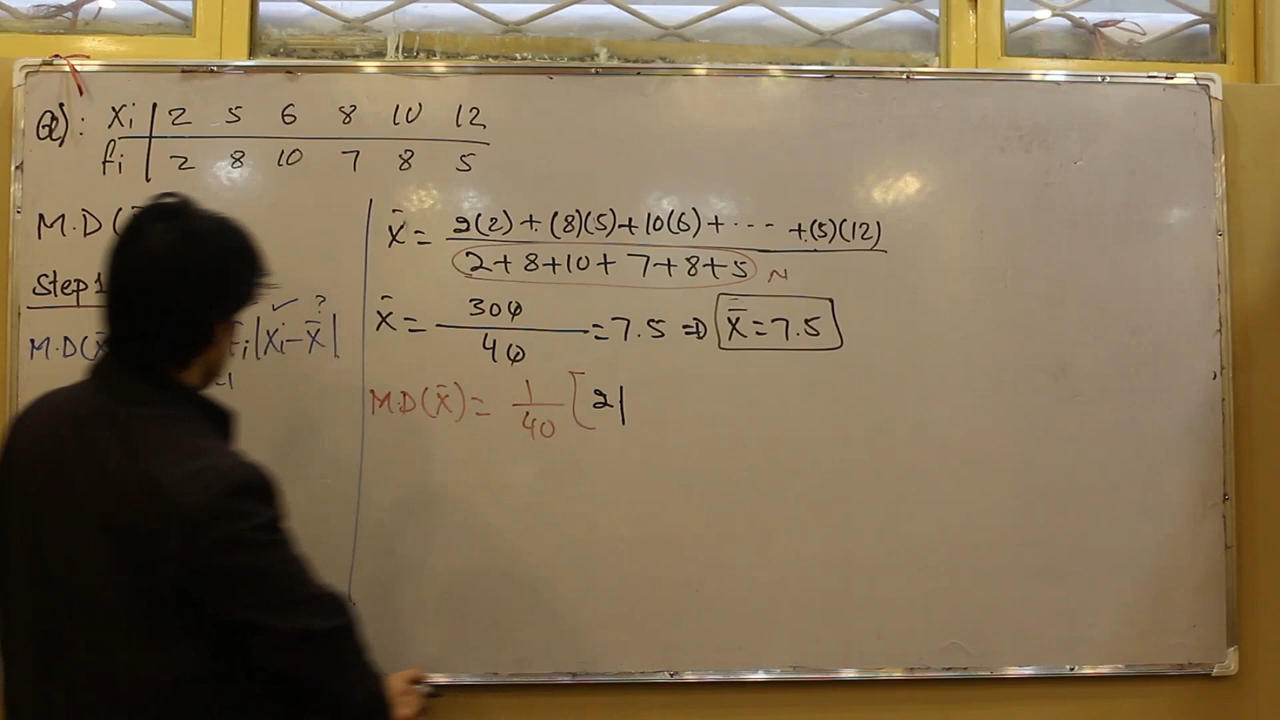 Q): xi | 2 5 6 8 10 12
fi | 2 8 10 7 8 5
M.D(
Step 1
M.D(x̄ fi|xi-x̄| ✓ ?
x̄ = 2(2)+(8)(5)+10(6)+---+(5)(12) / 2+8+10+7+8+5 N
x̄ = 300 / 40 = 7.5 ⇒ x̄ = 7.5
M.D(x̄) = 1/40 [2|